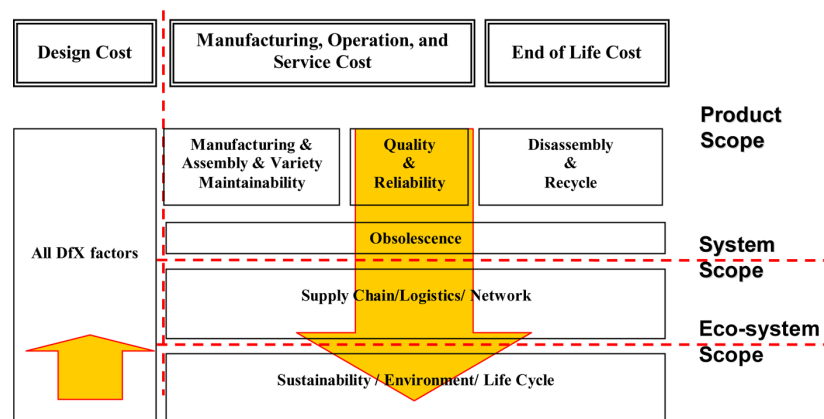 Design Cost
Manufacturing, Operation, and
Service Cost
End of Life Cost
Product
Scope
Manufacturing &
Assembly & Variety
Maintainability
Quality
&
Reliability
Disassembly
&
Recycle
All DfX factors
Obsolescence
System
Scope
Supply Chain/Logistics/ Network
Eco-system
Scope
Sustainability / Environment/ Life Cycle